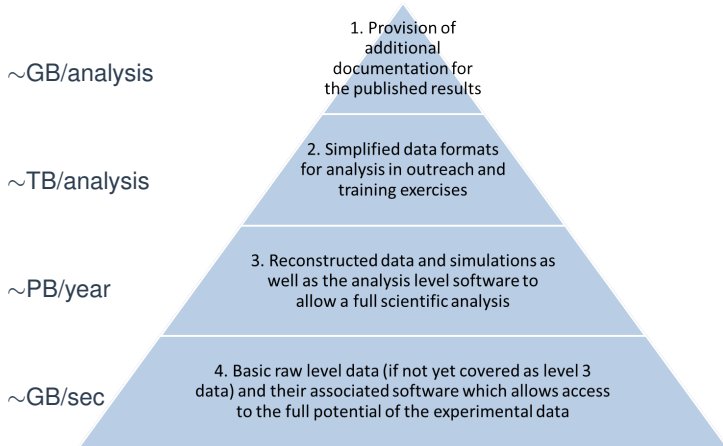 ~GB/analysis
1. Provision of
additional
documentation for
the published results
~TB/analysis
2. Simplified data formats
for analysis in outreach and
training exercises
~PB/year
3. Reconstructed data and simulations as
well as the analysis level software to
allow a full scientific analysis
~GB/sec
4. Basic raw level data (if not yet covered as level 3
data) and their associated software which allows access
to the full potential of the experimental data